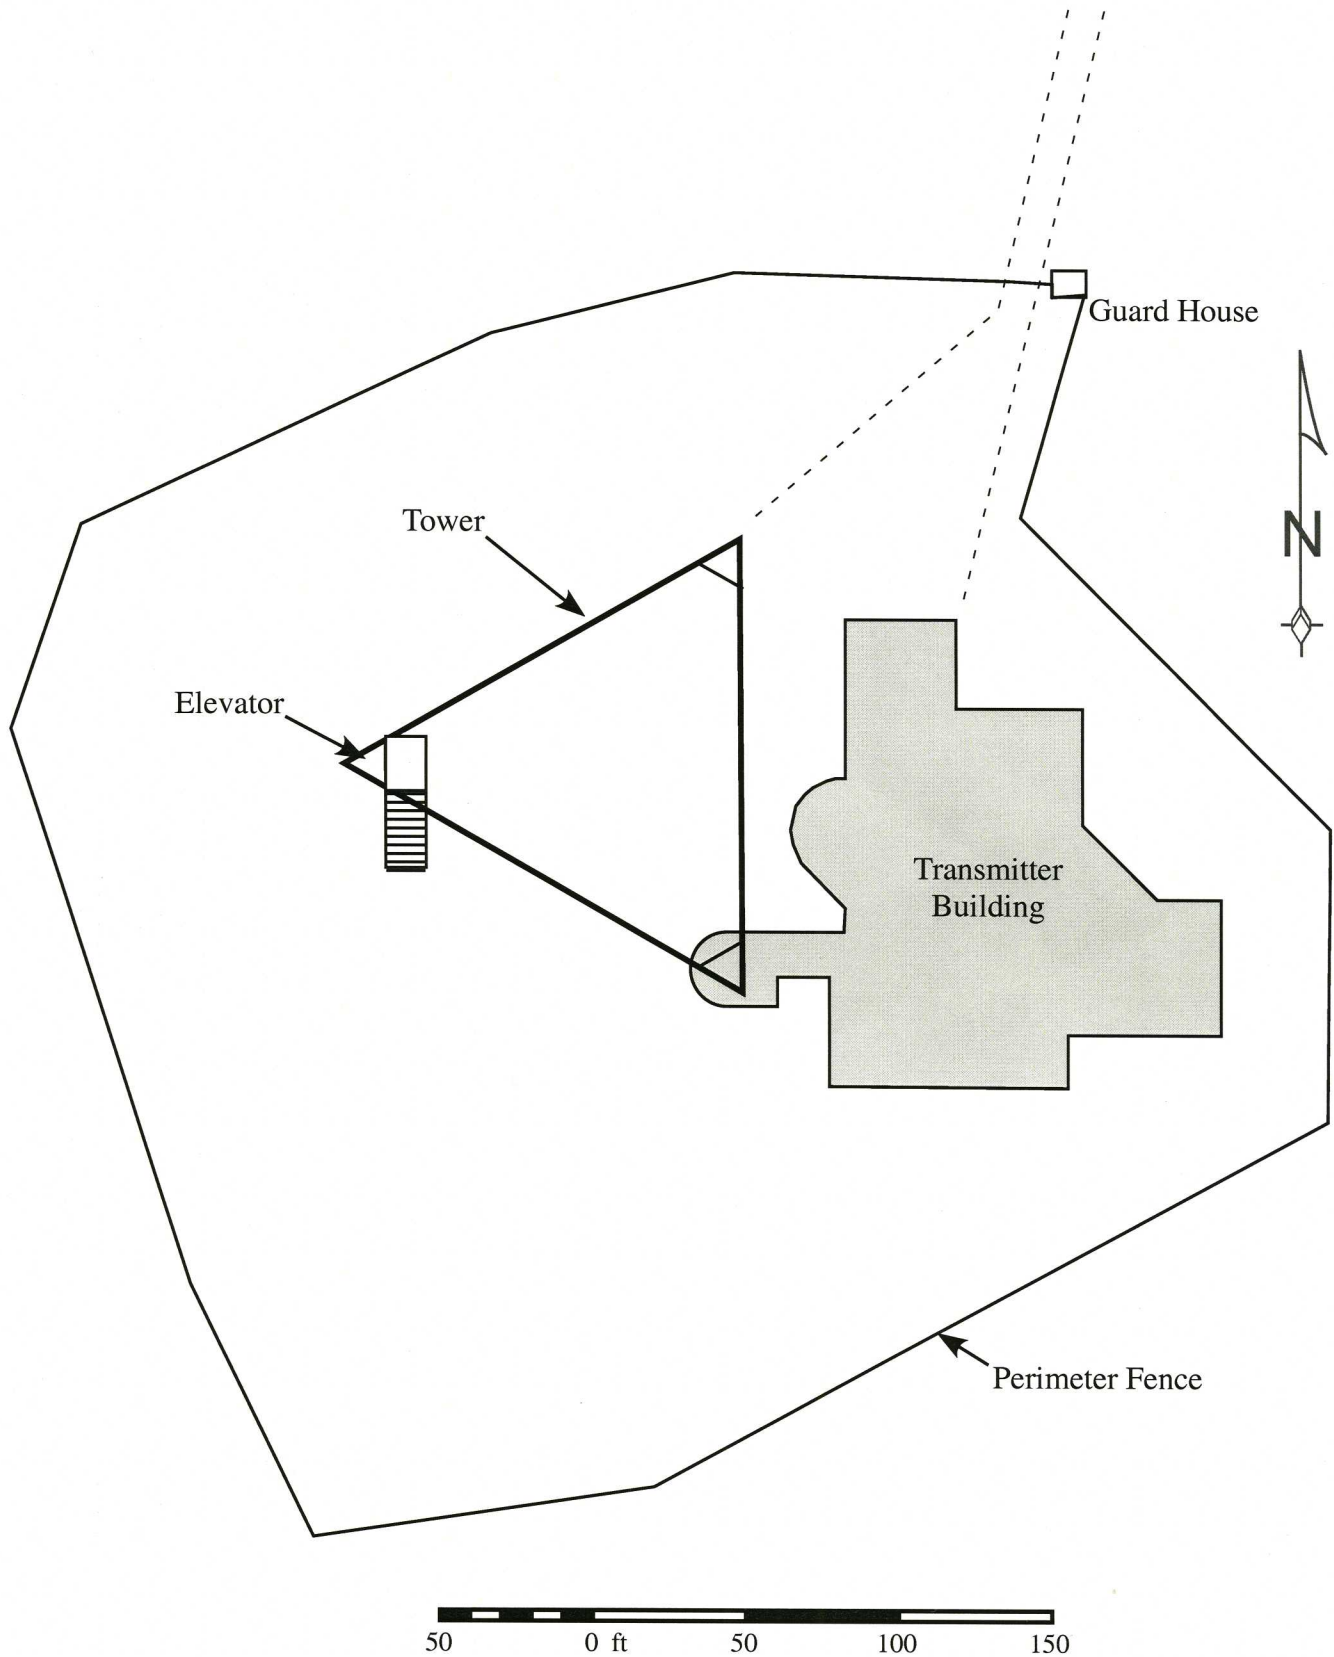 Guard House
Tower
N
Elevator
Transmitter
Building
Perimeter Fence
50 0 ft 50 100 150